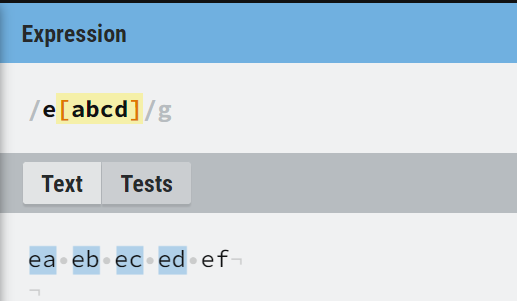 Expression
/e[abcd]/g
Text Tests
ea·eb·ec·ed·ef¬
¬